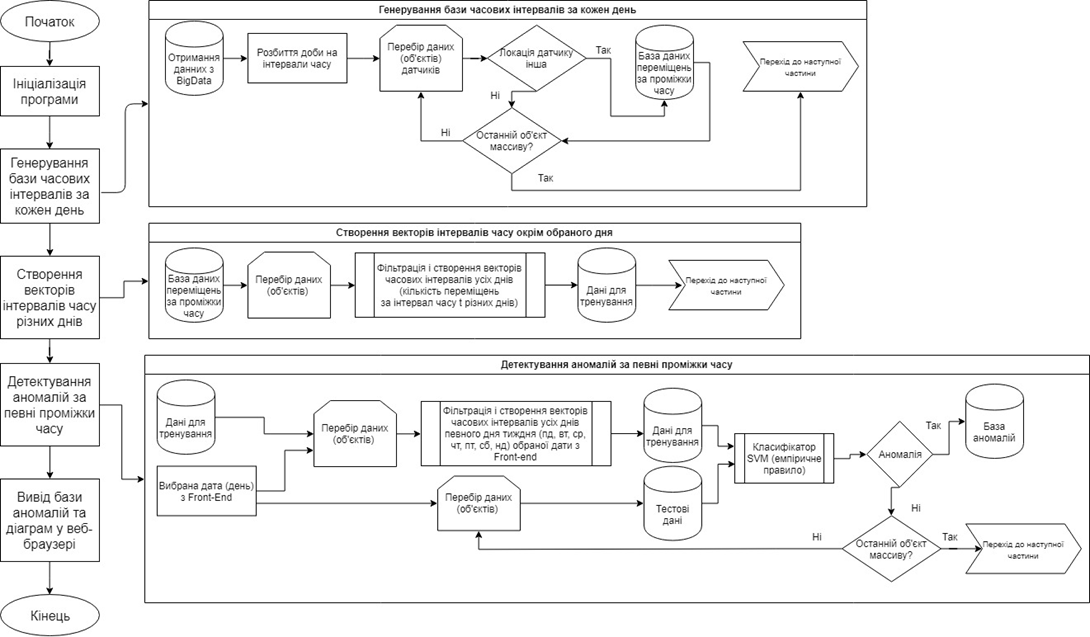 Початок
Ініціалізація
програми
Генерування
бази часових
інтервалів за
кожен день
Створення
векторів
інтервалів часу
різних днів
Детектування
аномалій за
певні проміжки
часу
Вивід бази
аномалій та
діаграм у веб-
браузері
Кінець
Генерування бази часових інтервалів за кожен день
Отримання
данних з
BigData
Розбиття доби на
інтервали часу
Перебір даних
(об'єктів)
датчиків
Локація датчику
інша
Так
База даних
переміщень
за проміжки
часу
Перехід до наступної
частини
Ні
Ні
Останній об'єкт
массиву?
Так
Створення векторів інтервалів часу окрім обраного дня
База даних
переміщень
за проміжки
часу
Перебір даних
(об'єктів)
Фільтрація і створення векторів
часових інтервалів усіх днів
(кількість переміщень
за інтервал часу t різних днів)
Дані для
тренування
Перехід до наступної
частини
Детектування аномалій за певні проміжку часу
Дані для
тренування
Вибрана дата (день)
з Front-End
Перебір даних
(об'єктів)
Фільтрація і створення векторів
часових інтервалів усіх днів
певного дня тиждня (пд, вт, ср,
чт, пт, сб, нд) обраної дати з
Front-end
Дані для
тренування
Перебір даних
(об'єктів)
Тестові
дані
Класифікатор
SVM (емпіричне
правило)
Аномалія
Так
База
аномалій
Ні
Останній об'єкт
массиву?
Ні
Так
Перехід до наступної
частини